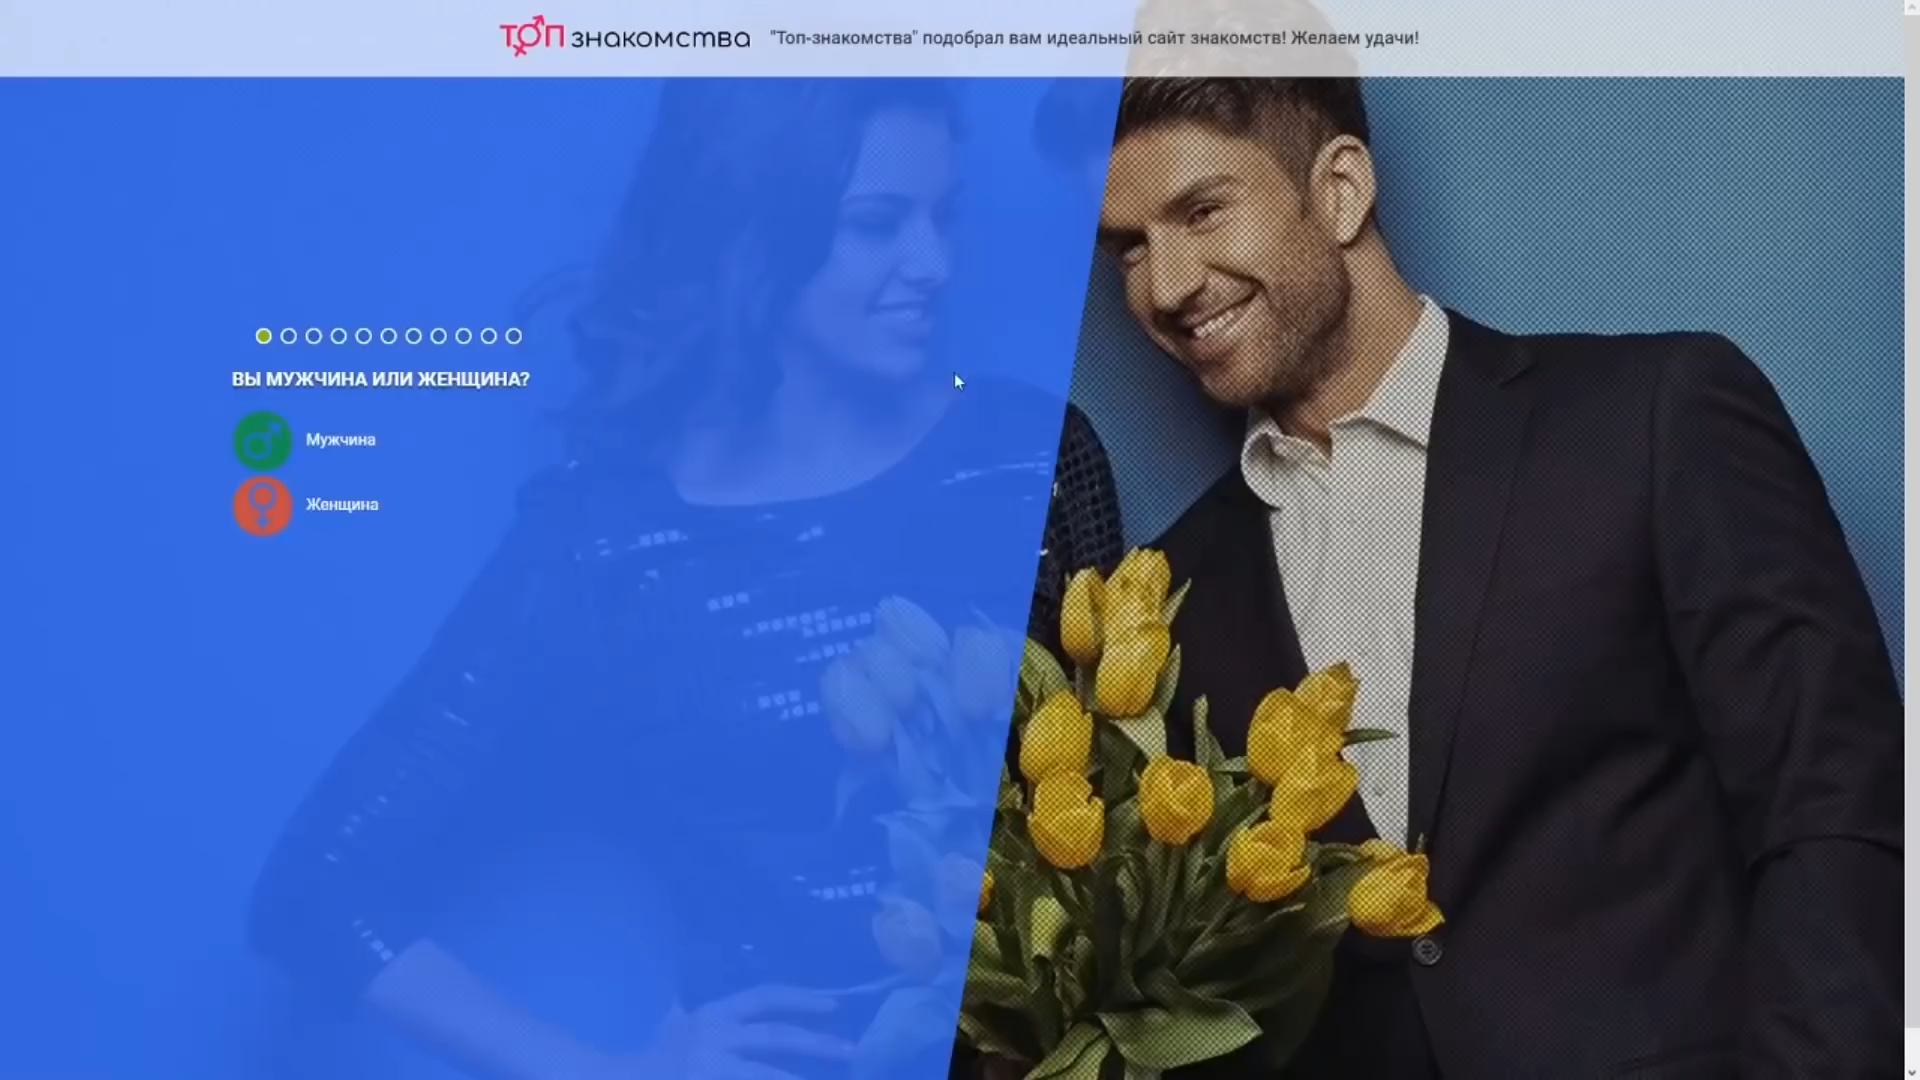 ТОП знакомства
"Топ-знакомства" подобрал вам идеальный сайт знакомств! Желаем удачи!
ВЫ МУЖЧИНА ИЛИ ЖЕНЩИНА?
Мужчина
Женщина